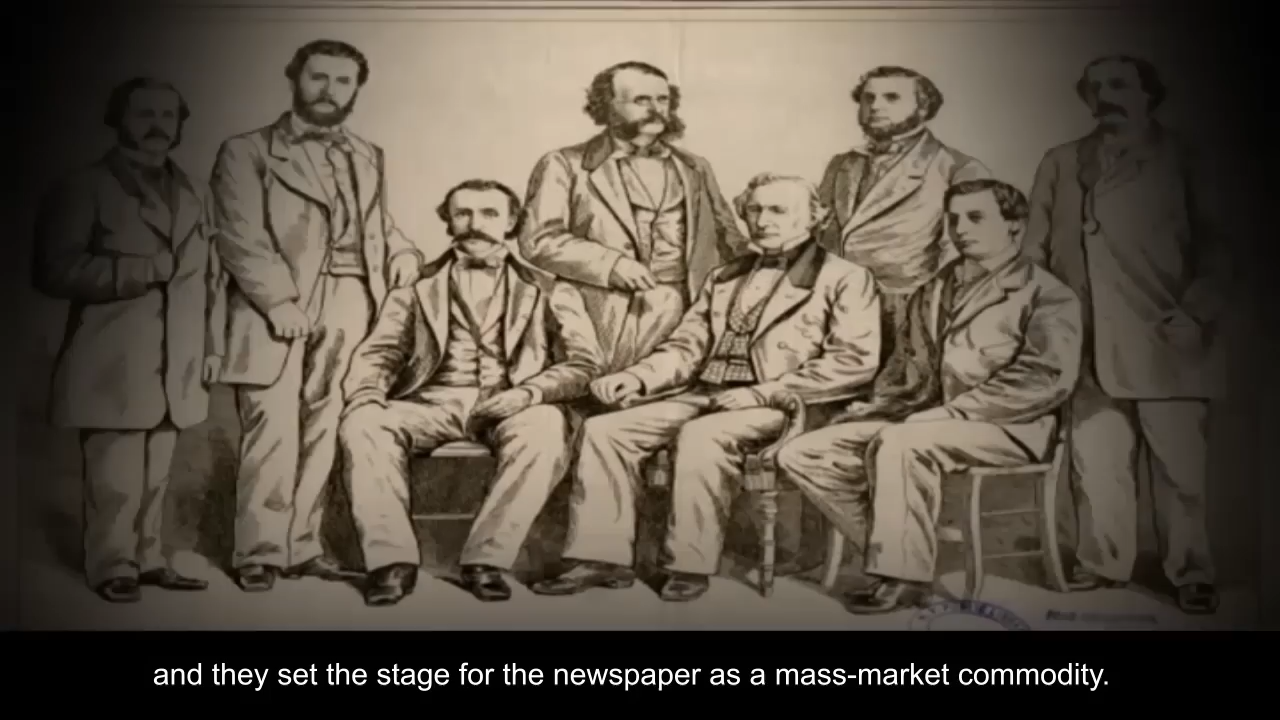 and they set the stage for the newspaper as a mass-market commodity.